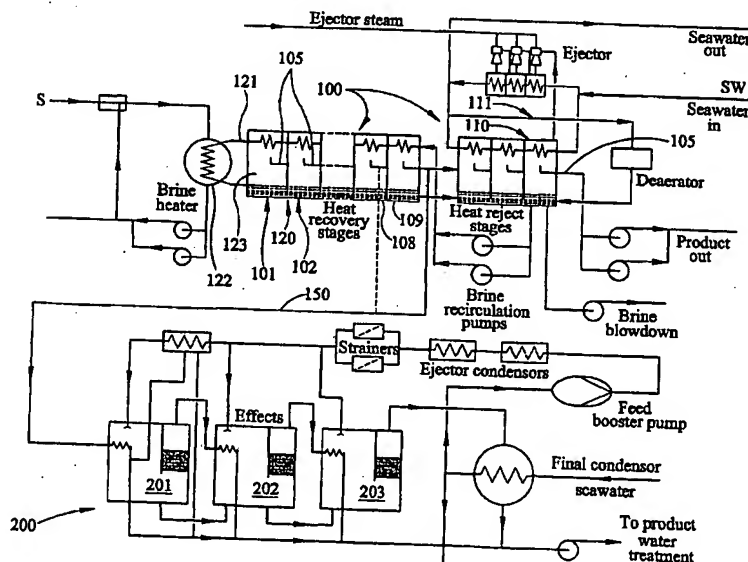 Ejector steam
Ejector
Seawater
out
S
121
105
100
SW
111
Seawater
in
110
105
Deaerator
Brine
heater
123
Heat
recovery
stages
109
108
Heat reject
stages
122
101
120
102
Product
out
150
Brine
recirculation
pumps
Brine
blowdown
Strainers
Ejector condensors
Feed
booster pump
Effects
201
202
203
Final condensor
seawater
200
To product
water
treatment